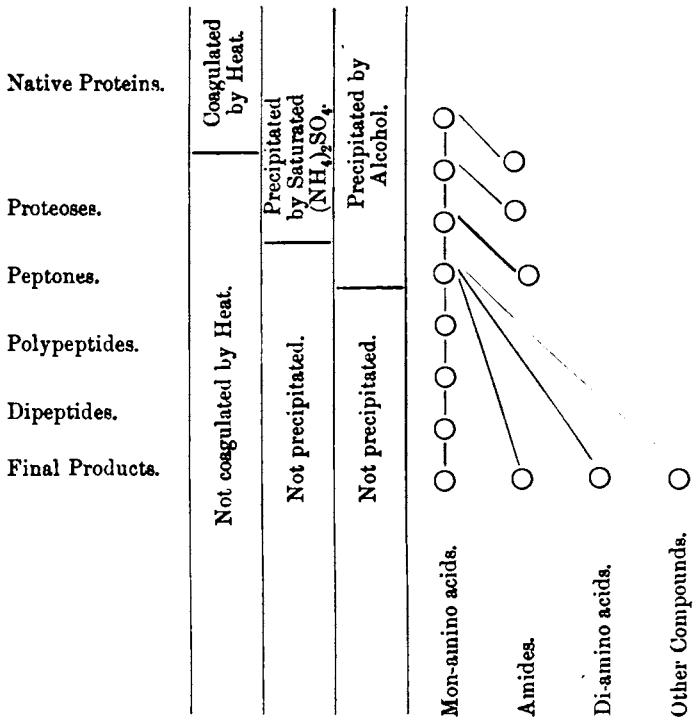 Native Proteins.
Proteoses.
Peptones.
Polypeptides.
Dipeptides.
Final Products.
Coagulated
by Heat.
Not coagulated by Heat.
Precipitated
by Saturated
(NH₄)₂SO₄.
Not precipitated.
Precipitated by
Alcohol.
Not precipitated.
Mon-amino acids.
Amides.
Di-amino acids.
Other Compounds.